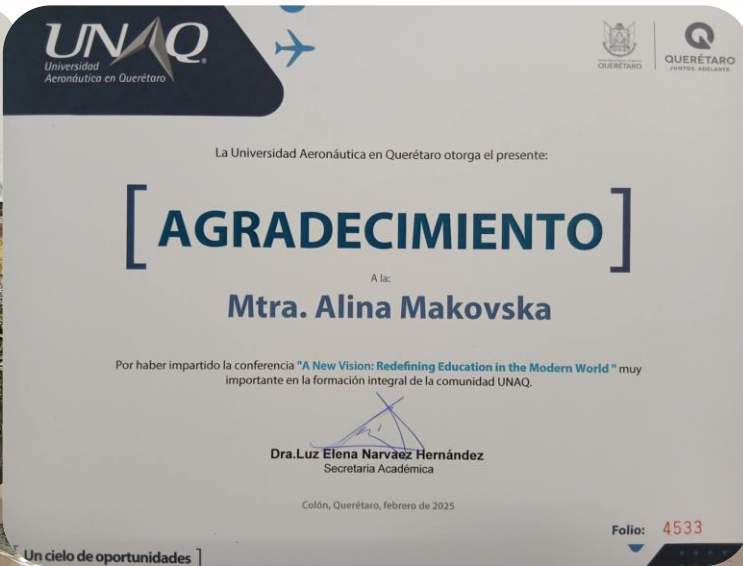 UNAQ
Universidad
Aeronáutica en Querétaro
QUERÉTARO
QUERÉTARO
JUNTOS, ADELANTE
La Universidad Aeronáutica en Querétaro otorga el presente:
[ AGRADECIMIENTO ]
A la:
Mtra. Alina Makovska
Por haber impartido la conferencia "A New Vision: Redefining Education in the Modern World " muy
importante en la formación integral de la comunidad UNAQ.
Dra.Luz Elena Narváez Hernández
Secretaria Académica
Colón, Querétaro, febrero de 2025
Folio: 4533
[ Un cielo de oportunidades ]